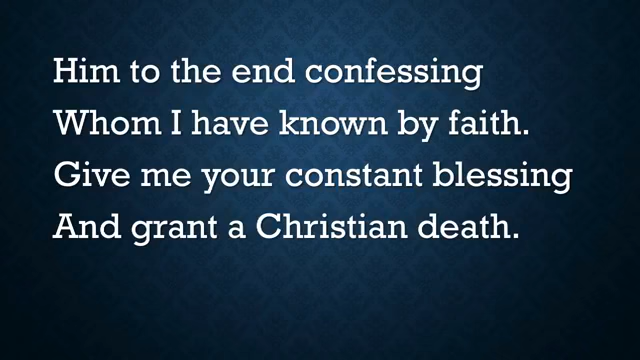 Him to the end confessing
Whom I have known by faith.
Give me your constant blessing
And grant a Christian death.